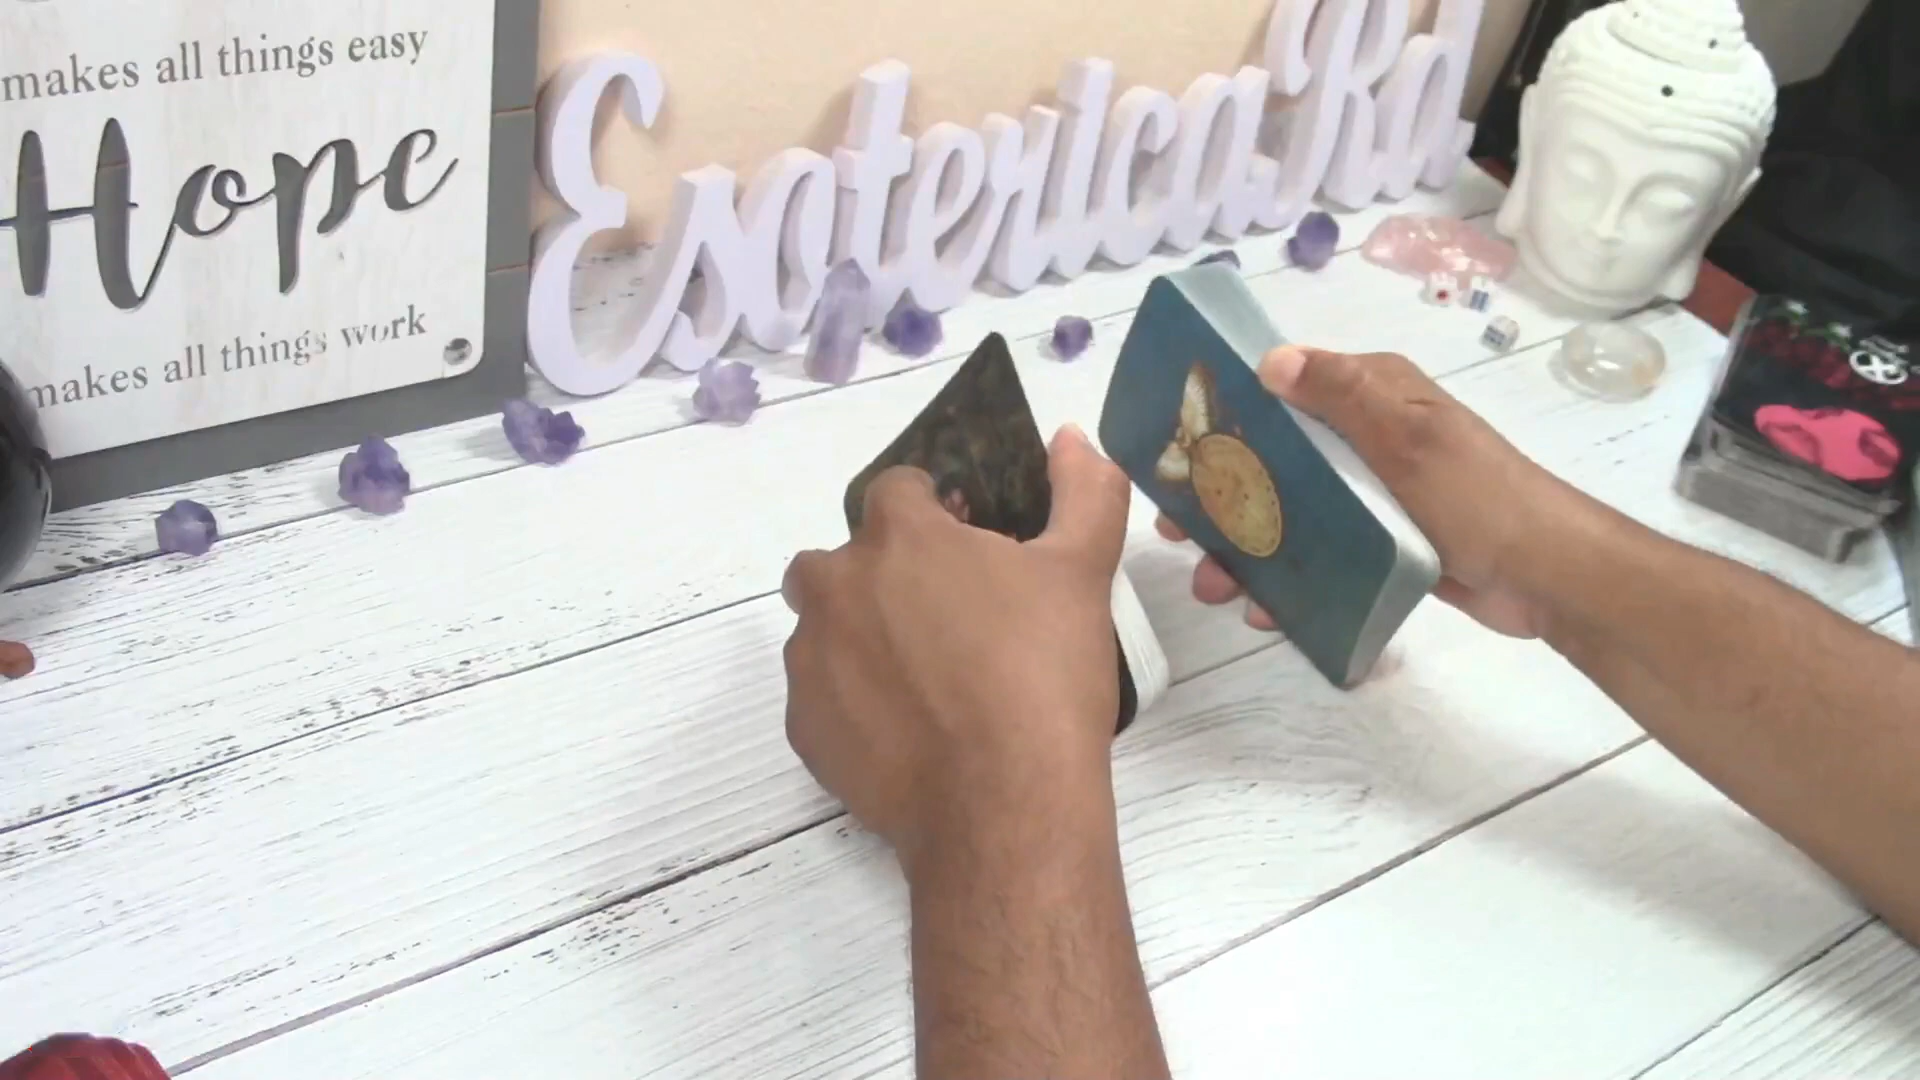 makes all things easy
Hope
makes all things work
EsotericaRd